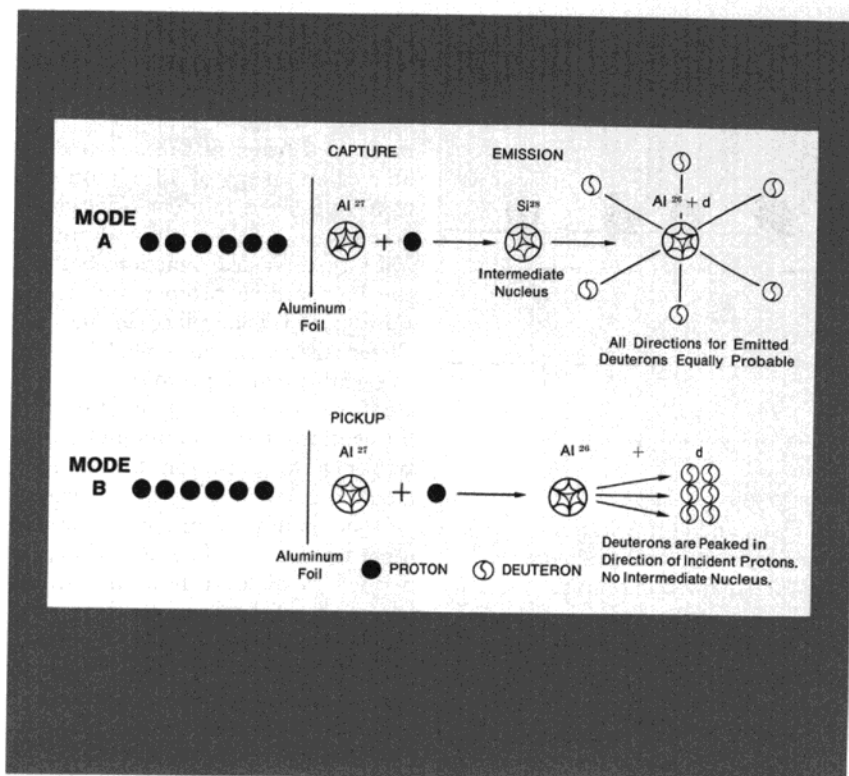 CAPTURE
EMISSION
MODE
A
Al 27
+
Si28
Al 26 + d
Intermediate
Nucleus
Aluminum
Foil
All Directions for Emitted
Deuterons Equally Probable
PICKUP
MODE
B
Al 27
+
Al 26 + d
Aluminum
Foil
PROTON
DEUTERON
Deuterons are Peaked in
Direction of Incident Protons.
No Intermediate Nucleus.